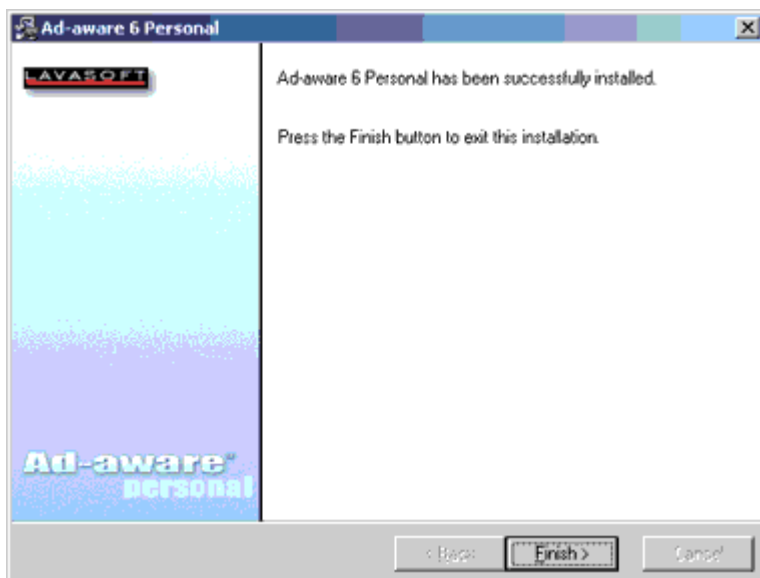 Ad-aware 6 Personal
LAVASOFT
Ad-aware 6 Personal has been successfully installed.
Press the Finish button to exit this installation.
Ad-aware
personal
< Back
Finish >
Cancel